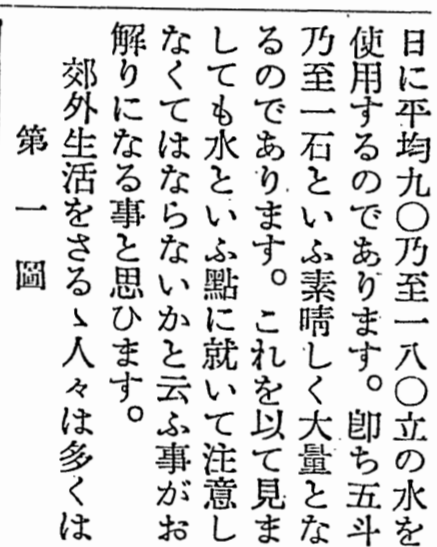 日に平均九〇乃至一八〇立の水を
使用するのであります。卽ち五斗
乃至一石といふ素晴しく大量とな
るのであります。これを以て見ま
しても水といふ點に就いて注意し
なくてはならないかと云ふ事がお
解りになる事と思ひます。
郊外生活をさるゝ人々は多くは
第一圖